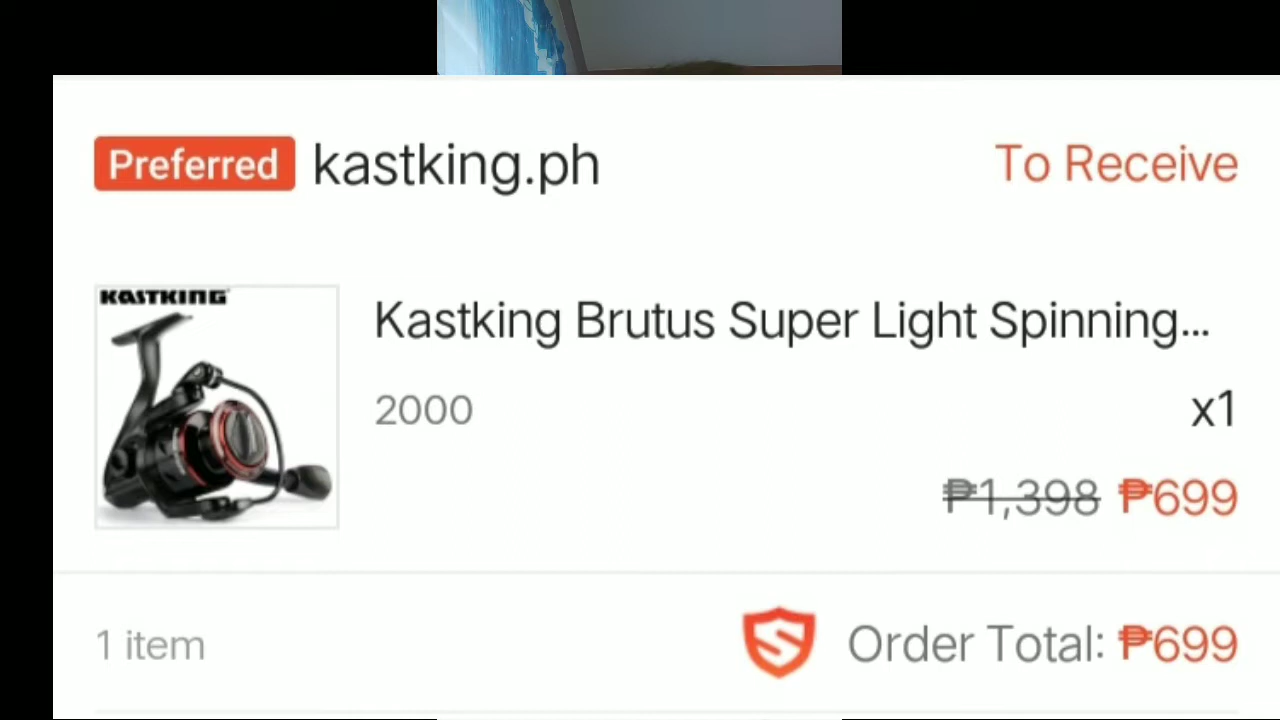 Preferred kastking.ph To Receive
KASTKING
Kastking Brutus Super Light Spinning...
2000 x1
₱1,398 ₱699
1 item Order Total: ₱699